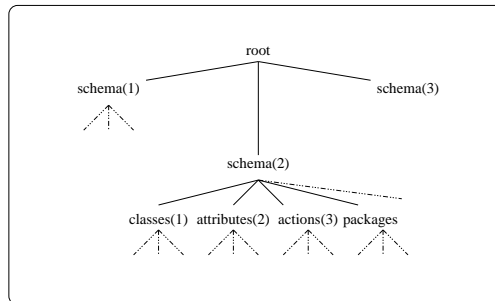 root
schema(1) schema(3)
schema(2)
classes(1) attributes(2) actions(3) packages